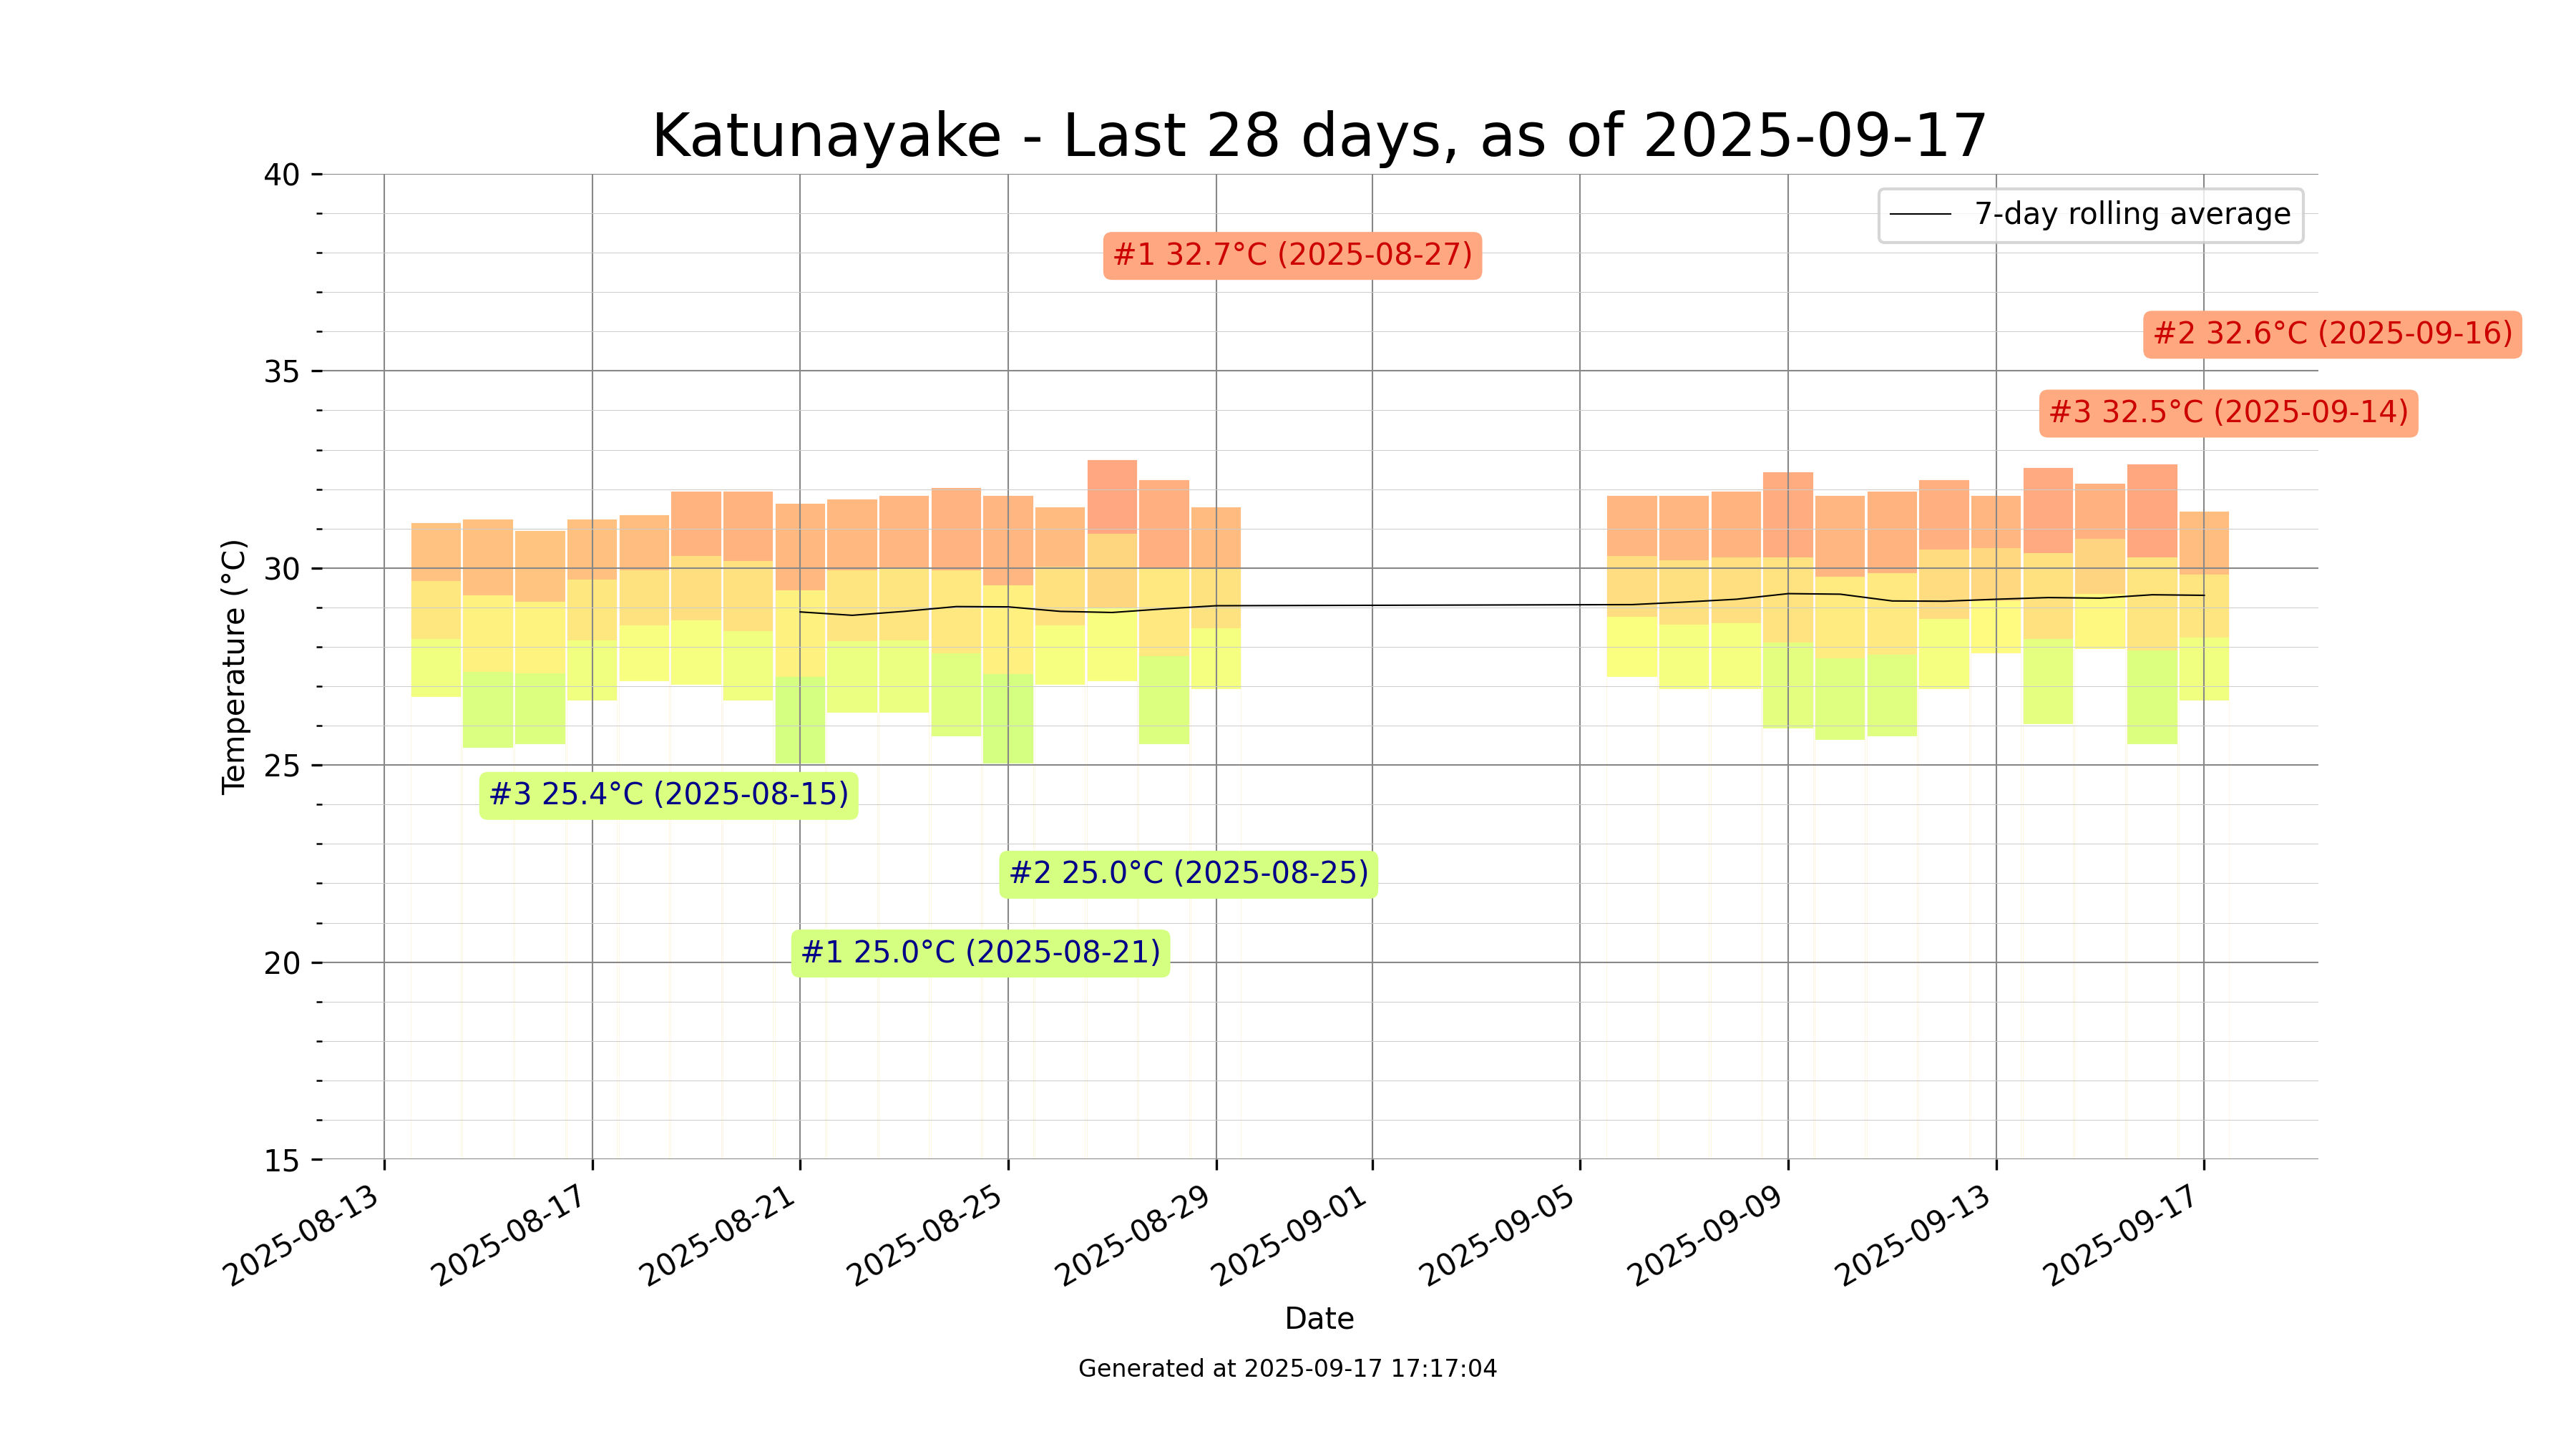 Katunayake - Last 28 days, as of 2025-09-17
40
35
30
25
20
15
Temperature (°C)
7-day rolling average
#1 32.7°C (2025-08-27)
#2 32.6°C (2025-09-16)
#3 32.5°C (2025-09-14)
#3 25.4°C (2025-08-15)
#2 25.0°C (2025-08-25)
#1 25.0°C (2025-08-21)
2025-08-13
2025-08-17
2025-08-21
2025-08-25
2025-08-29
2025-09-01
2025-09-05
2025-09-09
2025-09-13
2025-09-17
Date
Generated at 2025-09-17 17:17:04